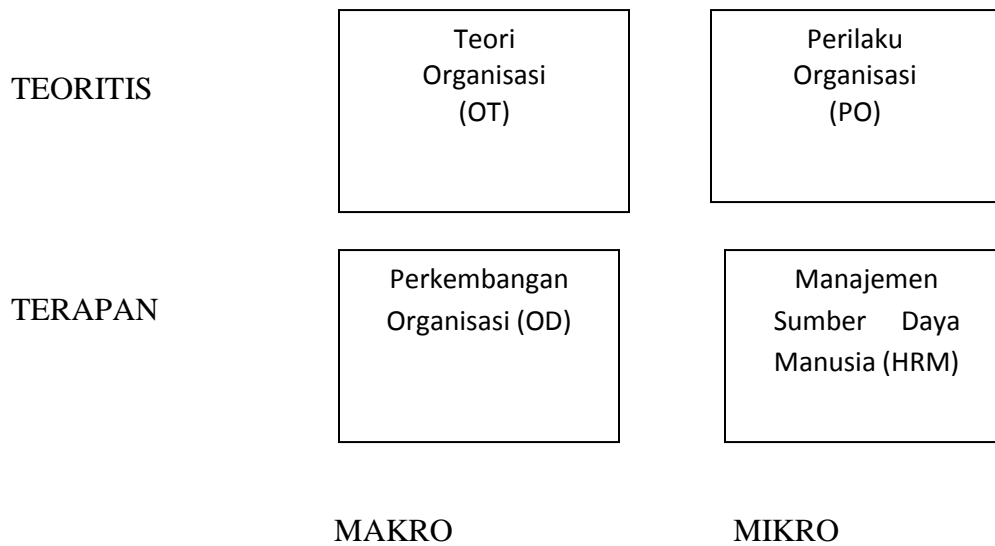 TEORITIS
Teori
Organisasi
(OT)
Perilaku
Organisasi
(PO)
TERAPAN
Perkembangan
Organisasi (OD)
Manajemen
Sumber Daya
Manusia (HRM)
MAKRO
MIKRO